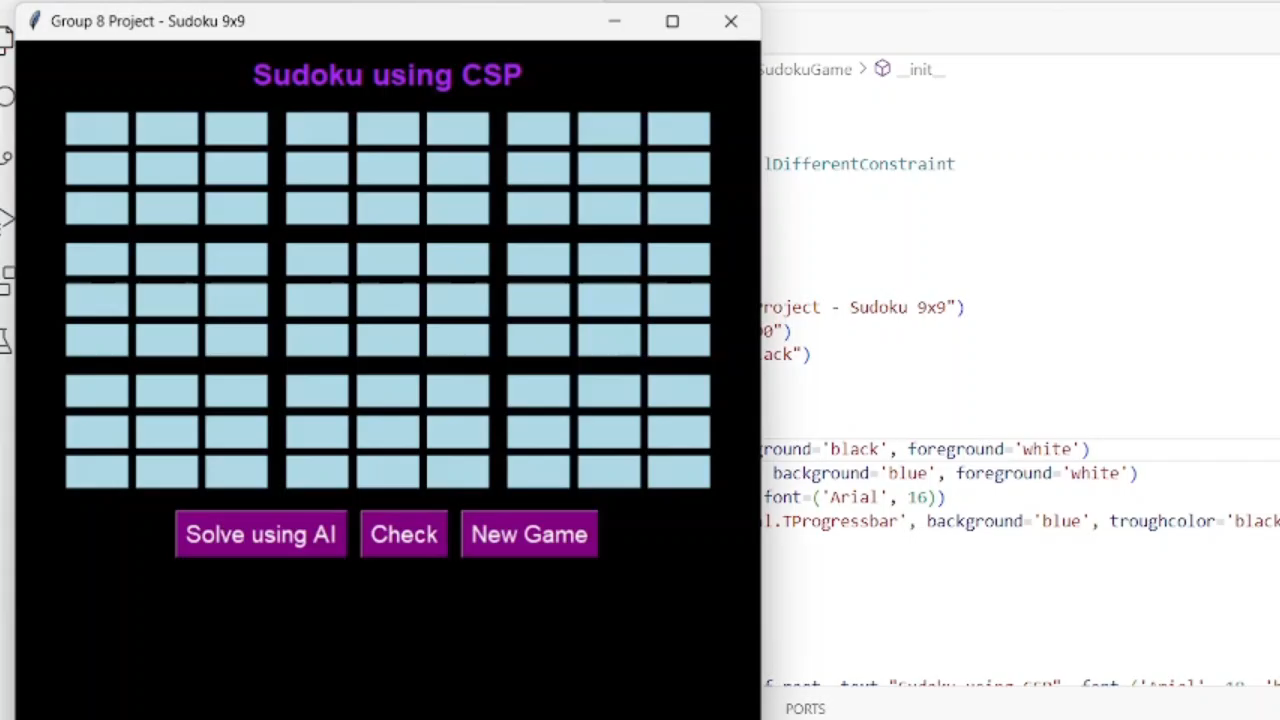 Group 8 Project - Sudoku 9x9
Sudoku using CSP
Solve using AI
Check
New Game
SudokuGame > __init__
lDifferentConstraint
roject - Sudoku 9x9")
0")
ack")
round='black', foreground='white')
background='blue', foreground='white')
font=('Arial', 16))
l.TProgressbar', background='blue', troughcolor='black
PORTS